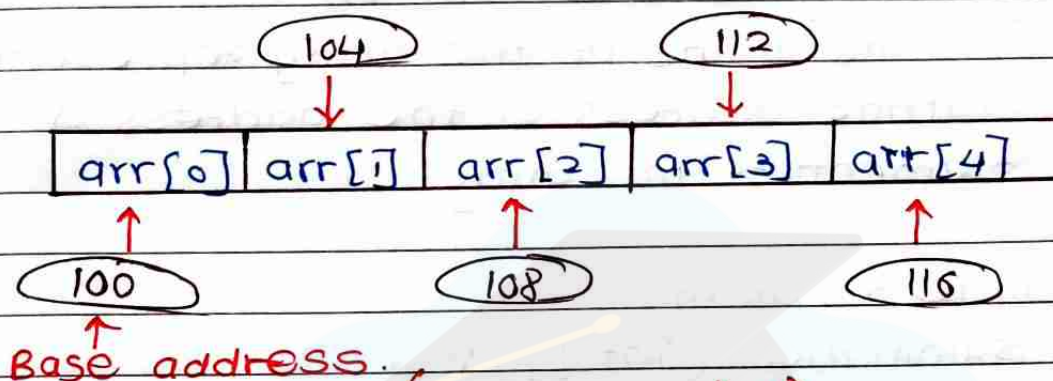 104 112
arr[0] arr[1] arr[2] arr[3] arr[4]
100 108 116
Base address.